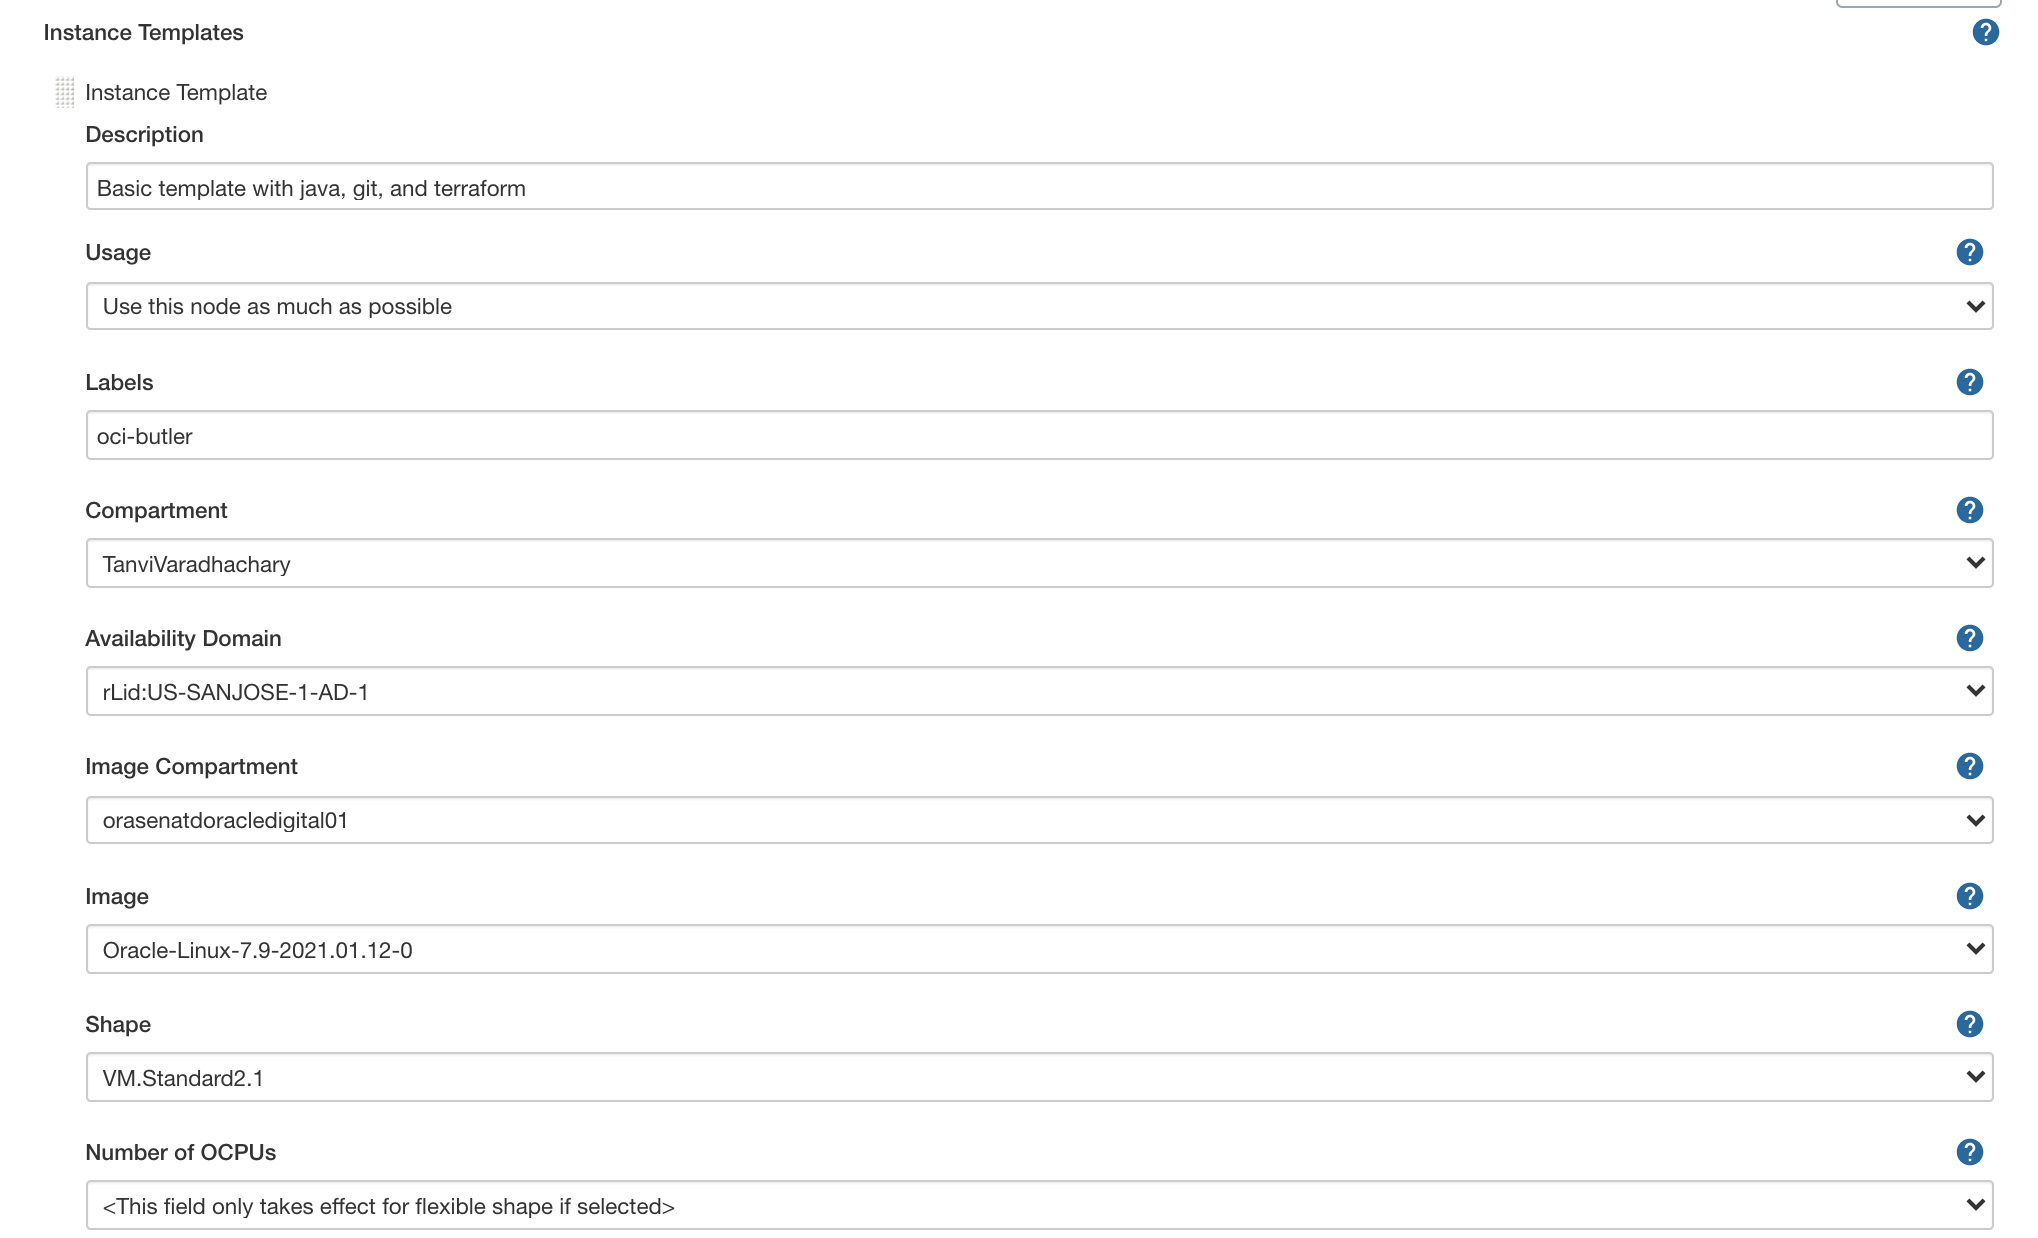 Instance Templates
?
Instance Template
Description
Basic template with java, git, and terraform
Usage
?
Use this node as much as possible
Labels
?
oci-butler
Compartment
?
TanviVaradhachary
Availability Domain
?
rLid:US-SANJOSE-1-AD-1
Image Compartment
?
orasenatdoracledigital01
Image
?
Oracle-Linux-7.9-2021.01.12-0
Shape
?
VM.Standard2.1
Number of OCPUs
?
<This field only takes effect for flexible shape if selected>